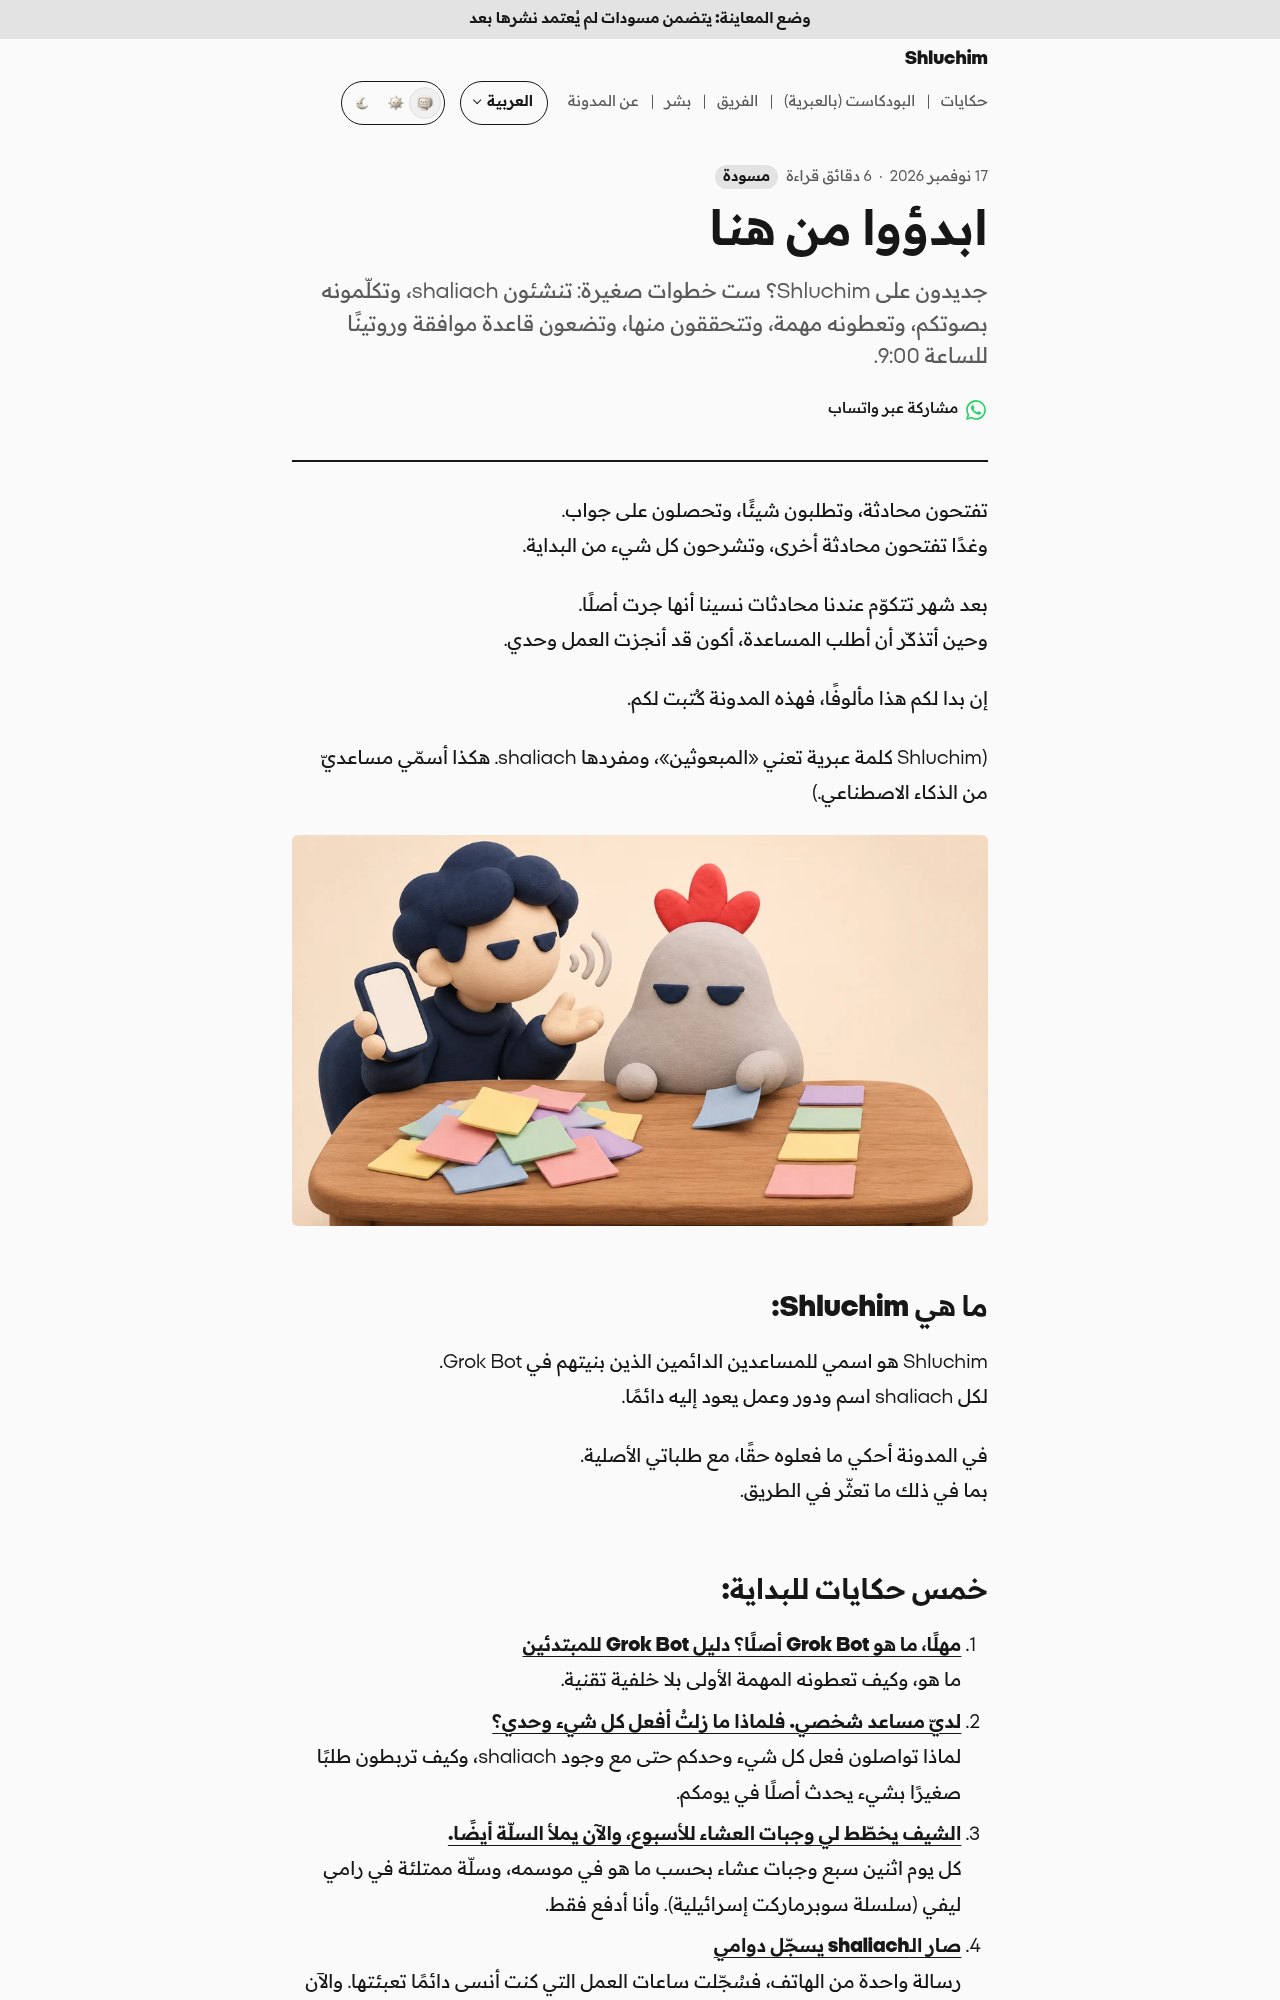 وضع المعاينة: يتضمن مسودات لم يُعتمد نشرها بعد
Shluchim
حكايات | البودكاست (بالعبرية) | الفريق | بشر | عن المدونة
العربية
17 نوفمبر 2026 · 6 دقائق قراءة مسودة
ابدؤوا من هنا
جديدون على Shluchim؟ ست خطوات صغيرة: تنشئون shaliach، وتكلّمونه
بصوتكم، وتعطونه مهمة، وتتحققون منها، وتضعون قاعدة موافقة وروتينًا
للساعة 9:00.
مشاركة عبر واتساب
تفتحون محادثة، وتطلبون شيئًا، وتحصلون على جواب.
وغدًا تفتحون محادثة أخرى، وتشرحون كل شيء من البداية.
بعد شهر تتكوّم عندنا محادثات نسينا أنها جرت أصلًا.
وحين أتذكّر أن أطلب المساعدة، أكون قد أنجزت العمل وحدي.
إن بدا لكم هذا مألوفًا، فهذه المدونة كُتبت لكم.
(Shluchim كلمة عبرية تعني «المبعوثين»، ومفردها shaliach. هكذا أسمّي مساعديّ
من الذكاء الاصطناعي.)
ما هي Shluchim:
Shluchim هو اسمي للمساعدين الدائمين الذين بنيتهم في Grok Bot.
لكل shaliach اسم ودور وعمل يعود إليه دائمًا.
في المدونة أحكي ما فعلوه حقًا، مع طلباتي الأصلية.
بما في ذلك ما تعثّر في الطريق.
خمس حكايات للبداية:
1. مهلًا، ما هو Grok Bot أصلًا؟ دليل Grok Bot للمبتدئين
ما هو، وكيف تعطونه المهمة الأولى بلا خلفية تقنية.
2. لديّ مساعد شخصي. فلماذا ما زلتُ أفعل كل شيء وحدي؟
لماذا تواصلون فعل كل شيء وحدكم حتى مع وجود shaliach، وكيف تربطون طلبًا
صغيرًا بشيء يحدث أصلًا في يومكم.
3. الشيف يخطّط لي وجبات العشاء للأسبوع، والآن يملأ السلّة أيضًا.
كل يوم اثنين سبع وجبات عشاء بحسب ما هو في موسمه، وسلّة ممتلئة في رامي
ليفي (سلسلة سوبرماركت إسرائيلية). وأنا أدفع فقط.
4. صار الـshaliach يسجّل دوامي
رسالة واحدة من الهاتف، فسُجّلت ساعات العمل التي كنت أنسى دائمًا تعبئتها. والآن